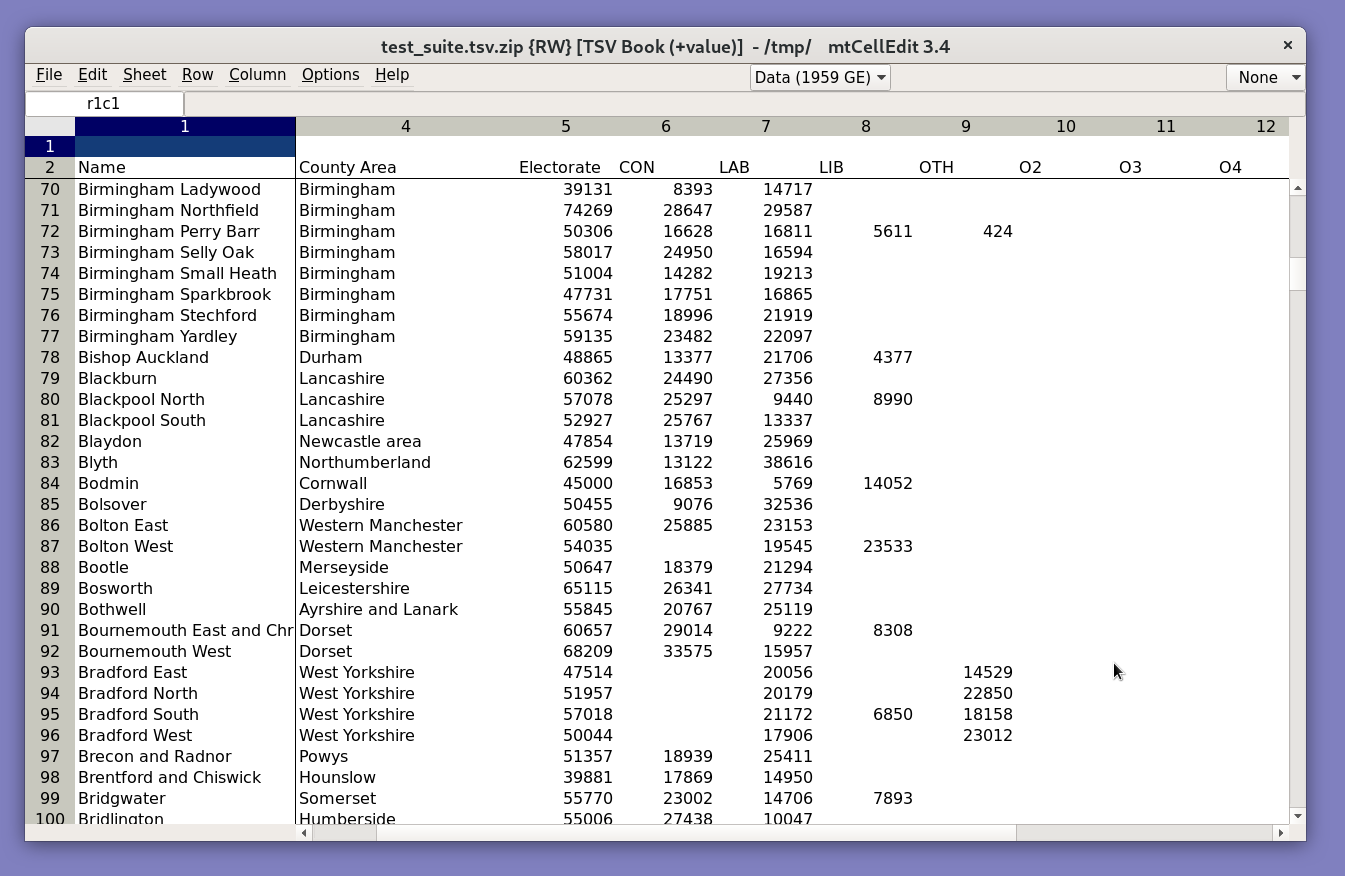 test_suite.tsv.zip {RW} [TSV Book (+value)] - /tmp/ mtCellEdit 3.4 ×
File Edit Sheet Row Column Options Help Data (1959 GE) None
r1c1
1 4 5 6 7 8 9 10 11 12
1
2 Name County Area Electorate CON LAB LIB OTH O2 O3 O4
70 Birmingham Ladywood Birmingham 39131 8393 14717
71 Birmingham Northfield Birmingham 74269 28647 29587
72 Birmingham Perry Barr Birmingham 50306 16628 16811 5611 424
73 Birmingham Selly Oak Birmingham 58017 24950 16594
74 Birmingham Small Heath Birmingham 51004 14282 19213
75 Birmingham Sparkbrook Birmingham 47731 17751 16865
76 Birmingham Stechford Birmingham 55674 18996 21919
77 Birmingham Yardley Birmingham 59135 23482 22097
78 Bishop Auckland Durham 48865 13377 21706 4377
79 Blackburn Lancashire 60362 24490 27356
80 Blackpool North Lancashire 57078 25297 9440 8990
81 Blackpool South Lancashire 52927 25767 13337
82 Blaydon Newcastle area 47854 13719 25969
83 Blyth Northumberland 62599 13122 38616
84 Bodmin Cornwall 45000 16853 5769 14052
85 Bolsover Derbyshire 50455 9076 32536
86 Bolton East Western Manchester 60580 25885 23153
87 Bolton West Western Manchester 54035 19545 23533
88 Bootle Merseyside 50647 18379 21294
89 Bosworth Leicestershire 65115 26341 27734
90 Bothwell Ayrshire and Lanark 55845 20767 25119
91 Bournemouth East and Chr Dorset 60657 29014 9222 8308
92 Bournemouth West Dorset 68209 33575 15957
93 Bradford East West Yorkshire 47514 20056 14529
94 Bradford North West Yorkshire 51957 20179 22850
95 Bradford South West Yorkshire 57018 21172 6850 18158
96 Bradford West West Yorkshire 50044 17906 23012
97 Brecon and Radnor Powys 51357 18939 25411
98 Brentford and Chiswick Hounslow 39881 17869 14950
99 Bridgwater Somerset 55770 23002 14706 7893
100 Bridlington Humberside 55006 27438 10047